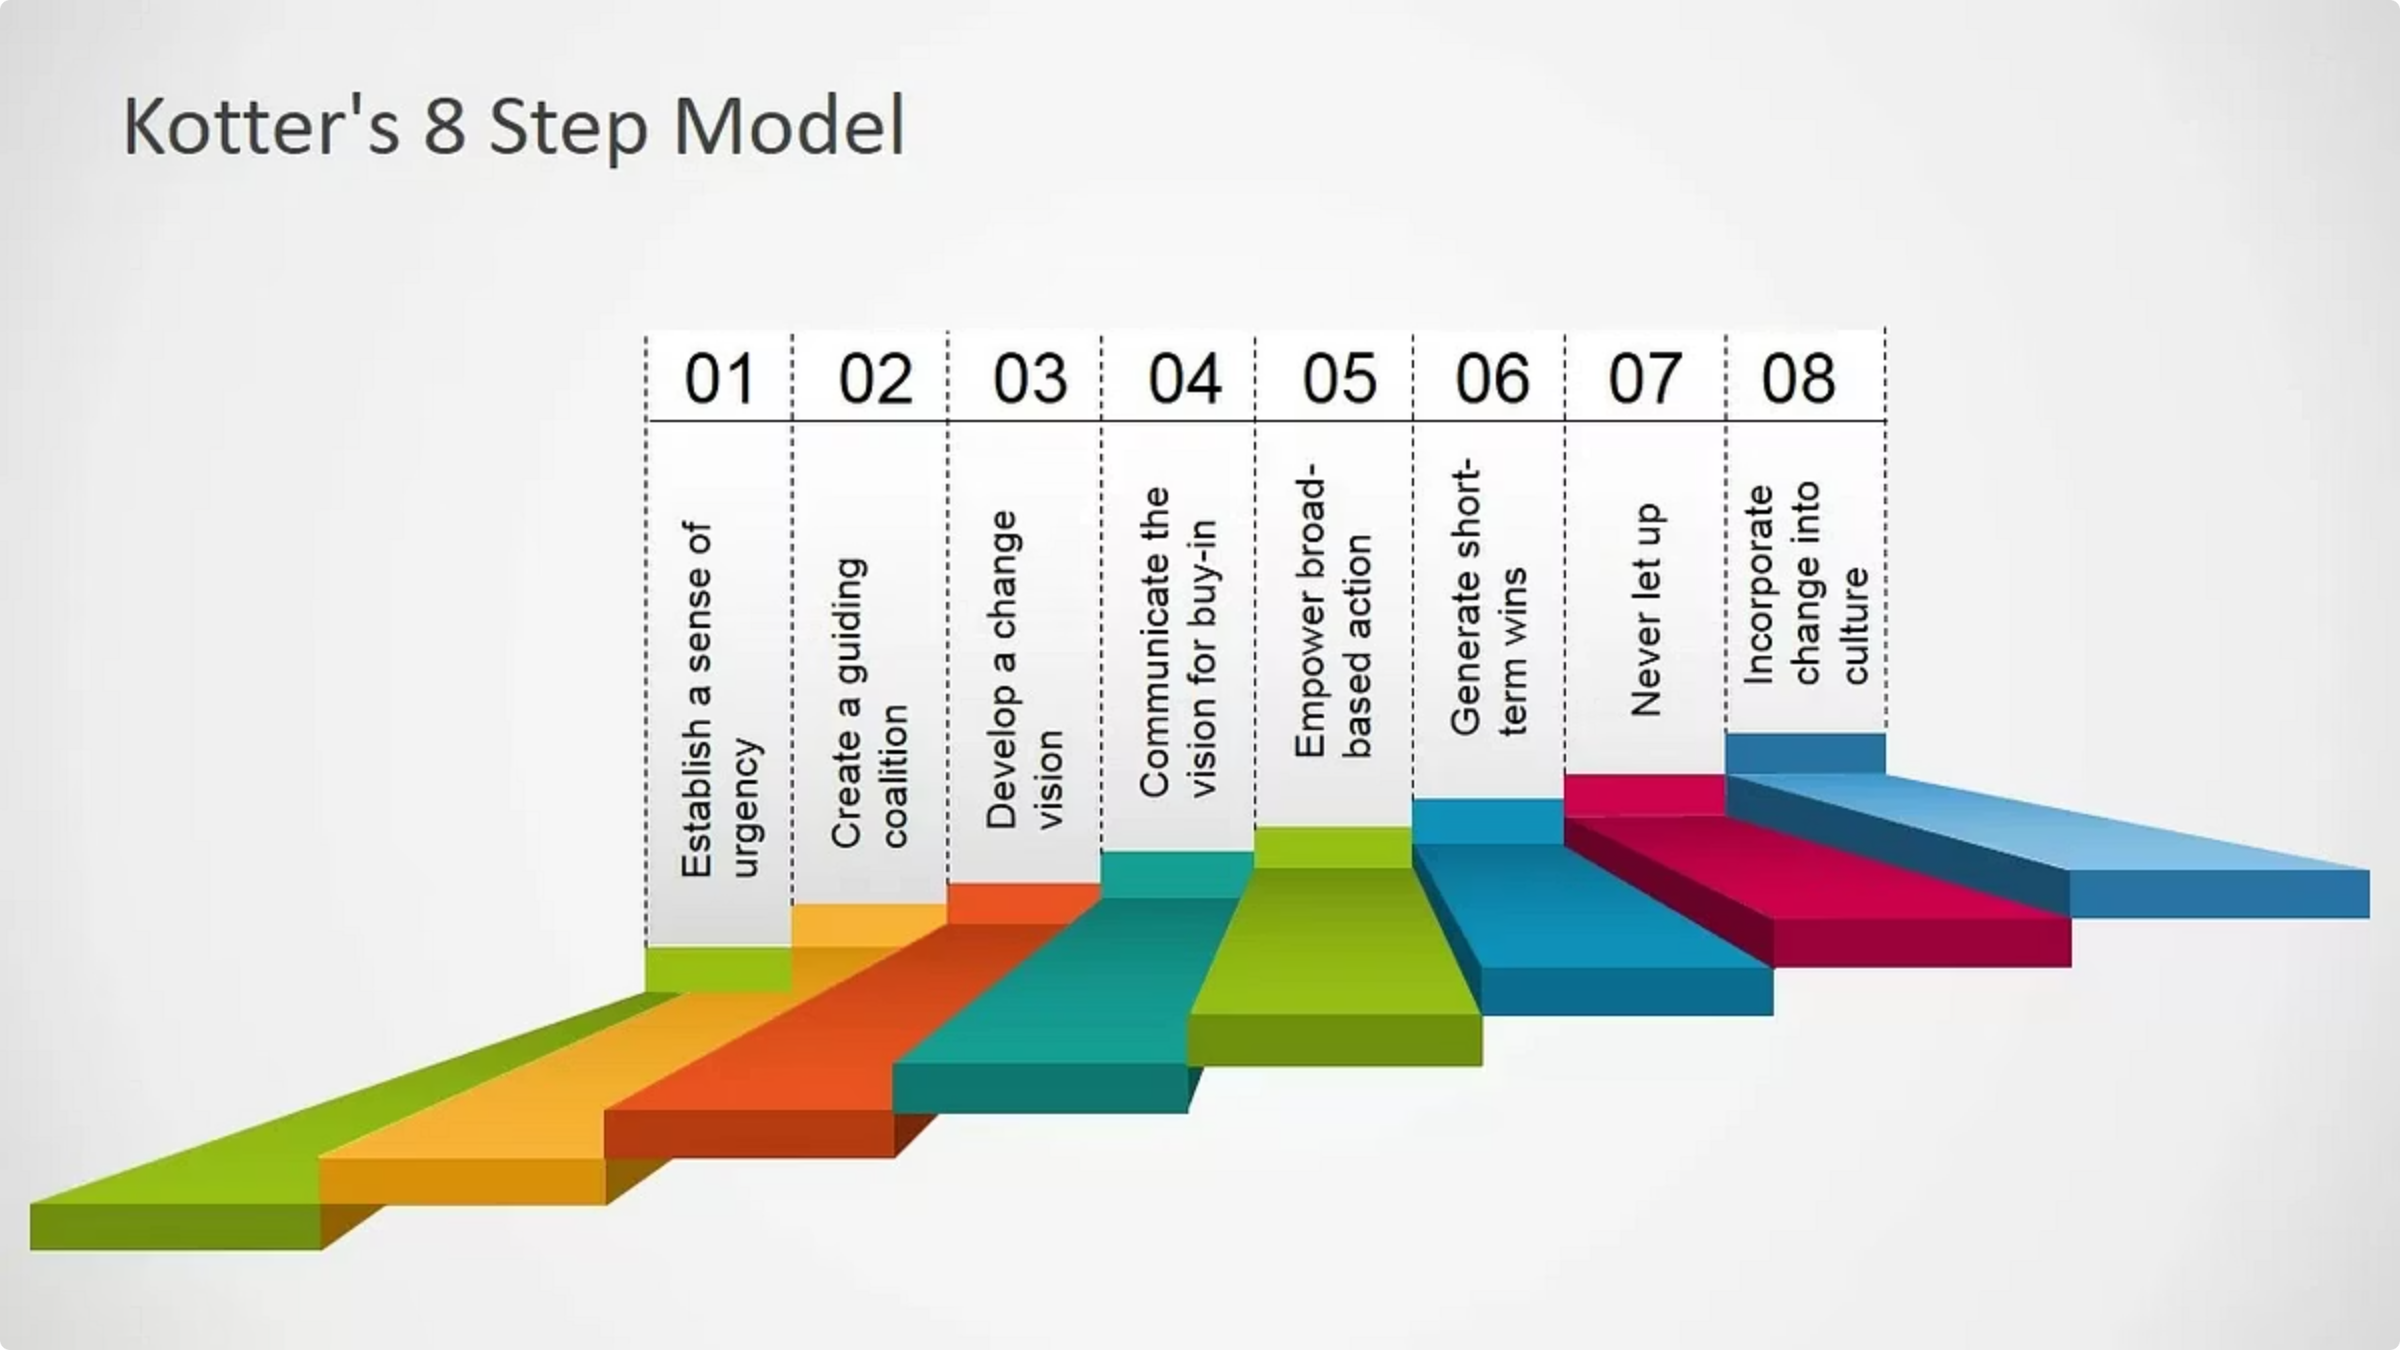 Kotter's 8 Step Model
01
02
03
04
05
06
07
08
Establish a sense of
urgency
Create a guiding
coalition
Develop a change
vision
Communicate the
vision for buy-in
Empower broad-
based action
Generate short-
term wins
Never let up
Incorporate
change into
culture